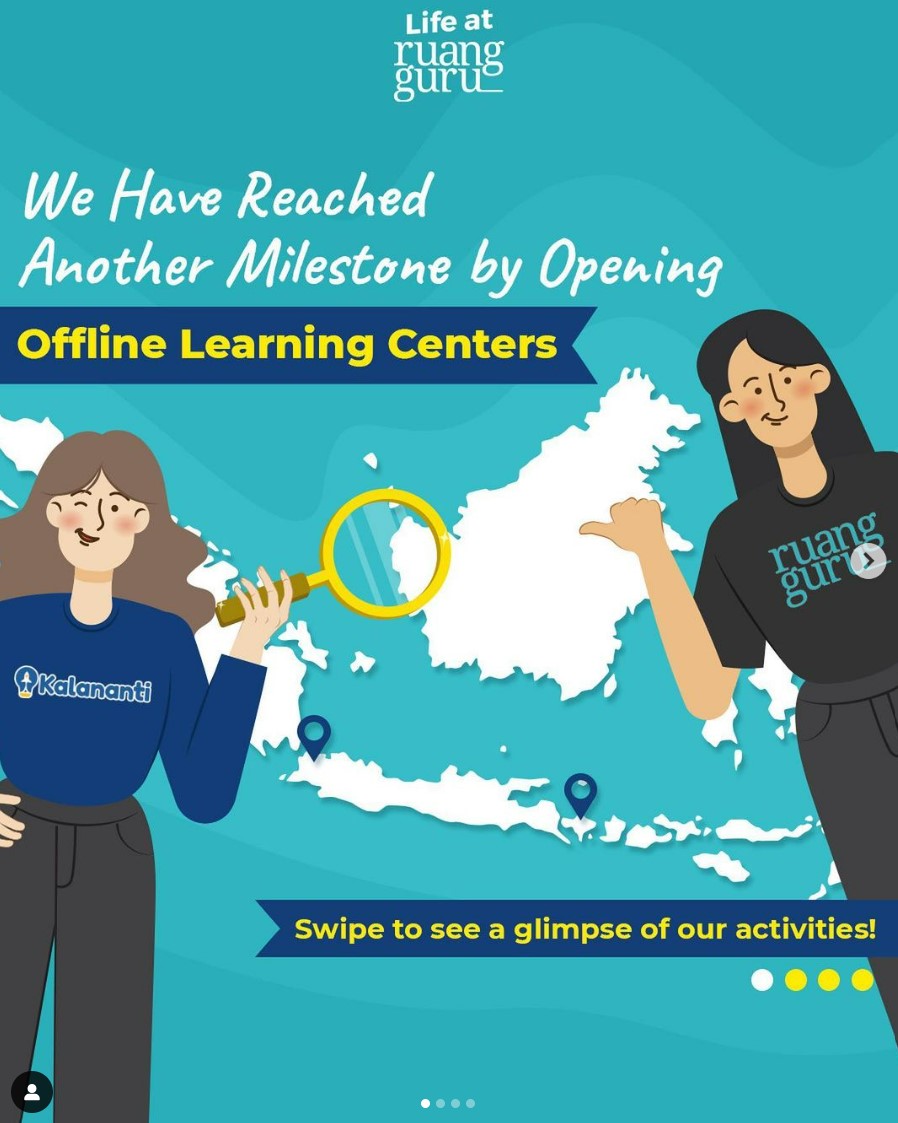 Life at
ruang
guru
We Have Reached
Another Milestone by Opening
Offline Learning Centers
Kalananti
ruang
guru
Swipe to see a glimpse of our activities!